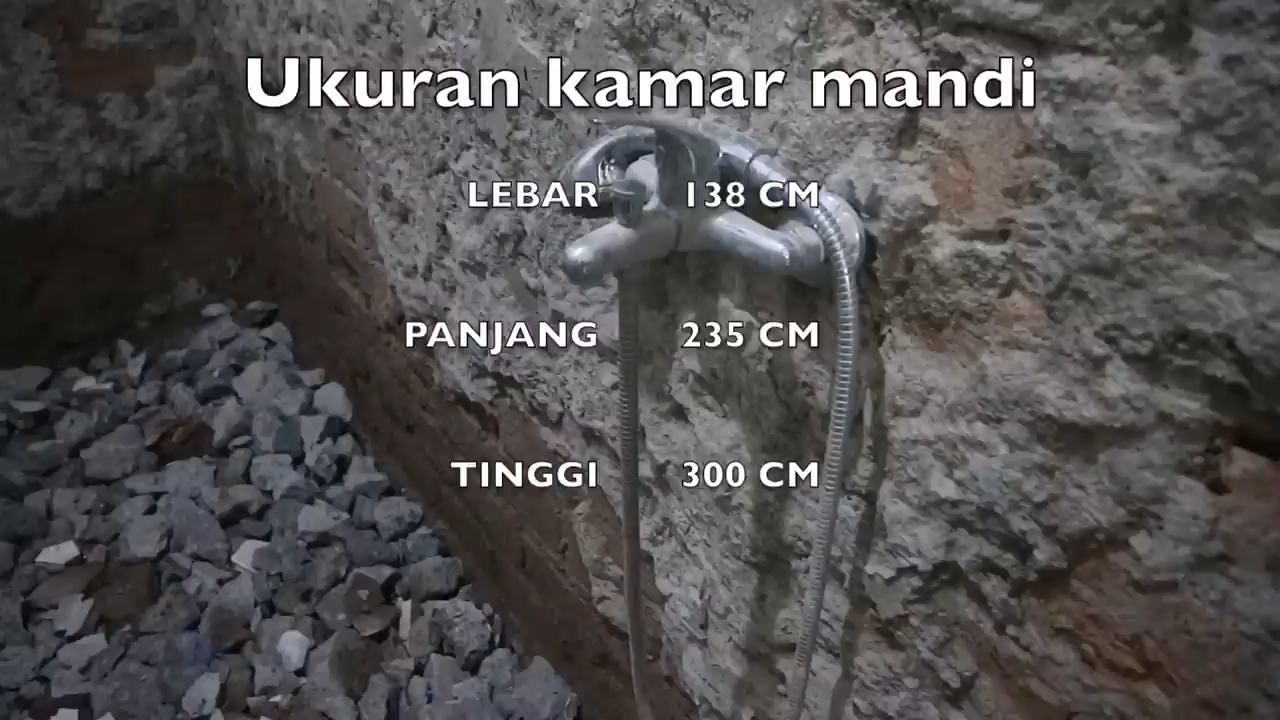 Ukuran kamar mandi
LEBAR 138 CM
PANJANG 235 CM
TINGGI 300 CM